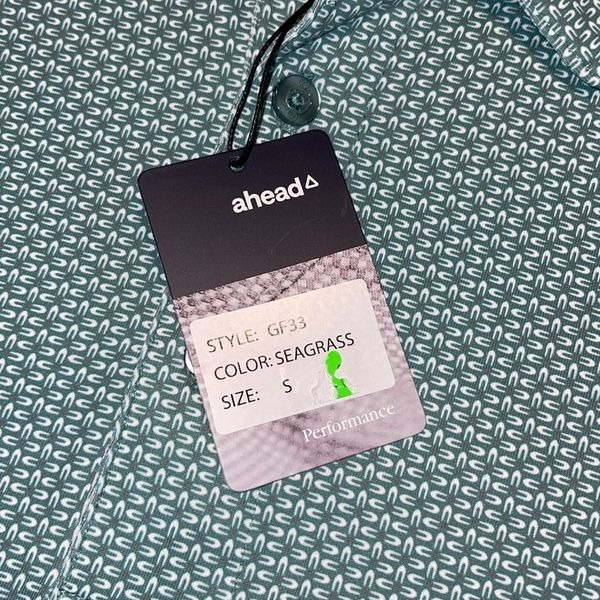 ahead
STYLE: GF33
COLOR: SEAGRASS
SIZE: S
Performance